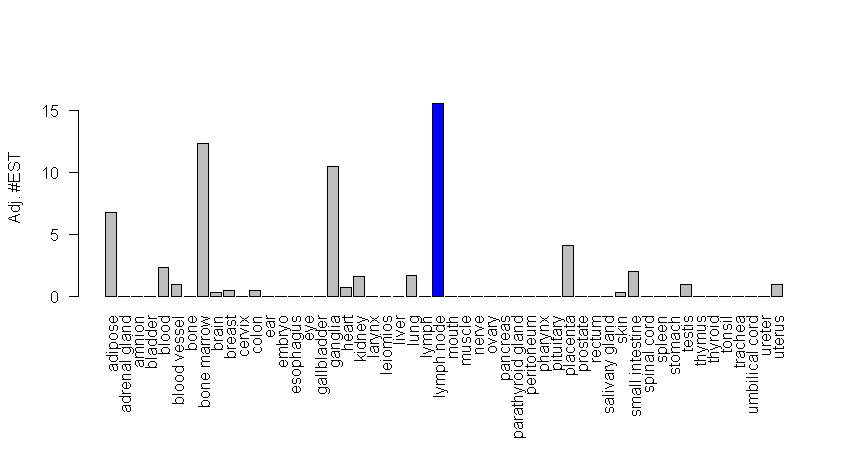 Adj. #EST
15
10
5
0
adipose
adrenal gland
amnion
bladder
blood
blood vessel
bone
bone marrow
brain
breast
cervix
colon
ear
embryo
esophagus
eye
gallbladder
ganglia
heart
kidney
larynx
leiomios
liver
lung
lymph
lymph node
mouth
muscle
nerve
ovary
pancreas
parathyroid gland
peritoneum
pharynx
pituitary
placenta
prostate
rectum
salivary gland
skin
small intestine
spinal cord
spleen
stomach
testis
thymus
thyroid
tonsil
trachea
umbilical cord
ureter
uterus